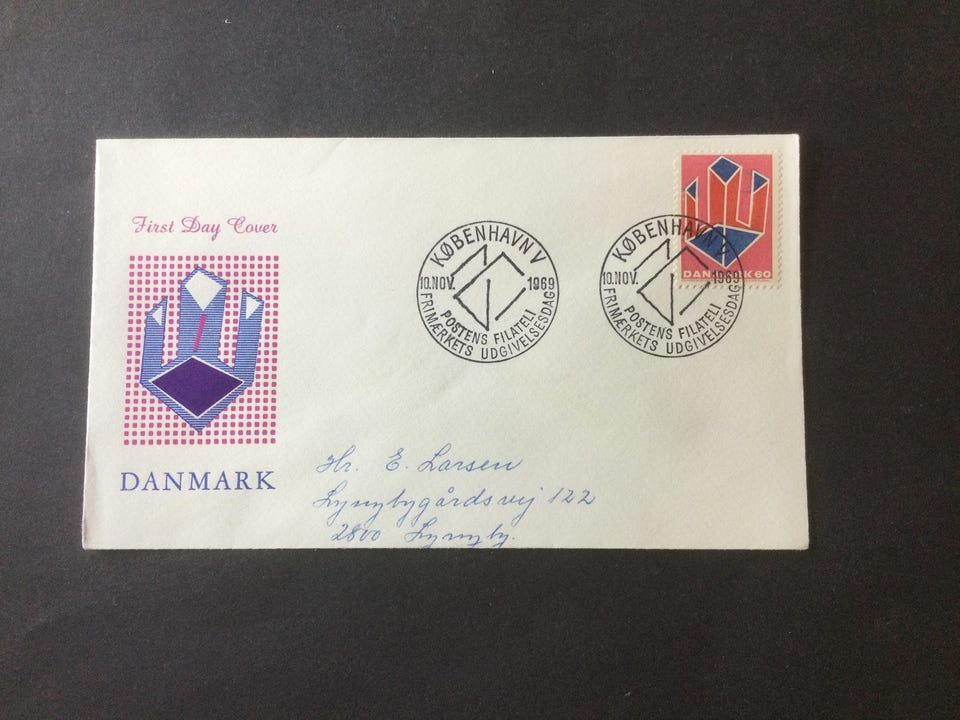 First Day Cover
DANMARK
KØBENHAVN V
10.NOV. 1969
POSTENS FILATELI
FRIMÆRKETS UDGIVELSESDAG
KØBENHAVN V
10.NOV. 1969
POSTENS FILATELI
FRIMÆRKETS UDGIVELSESDAG
DANMARK 60
Hr. E. Larsen
Lyngbygårdsvej 122
2800 Lyngby.